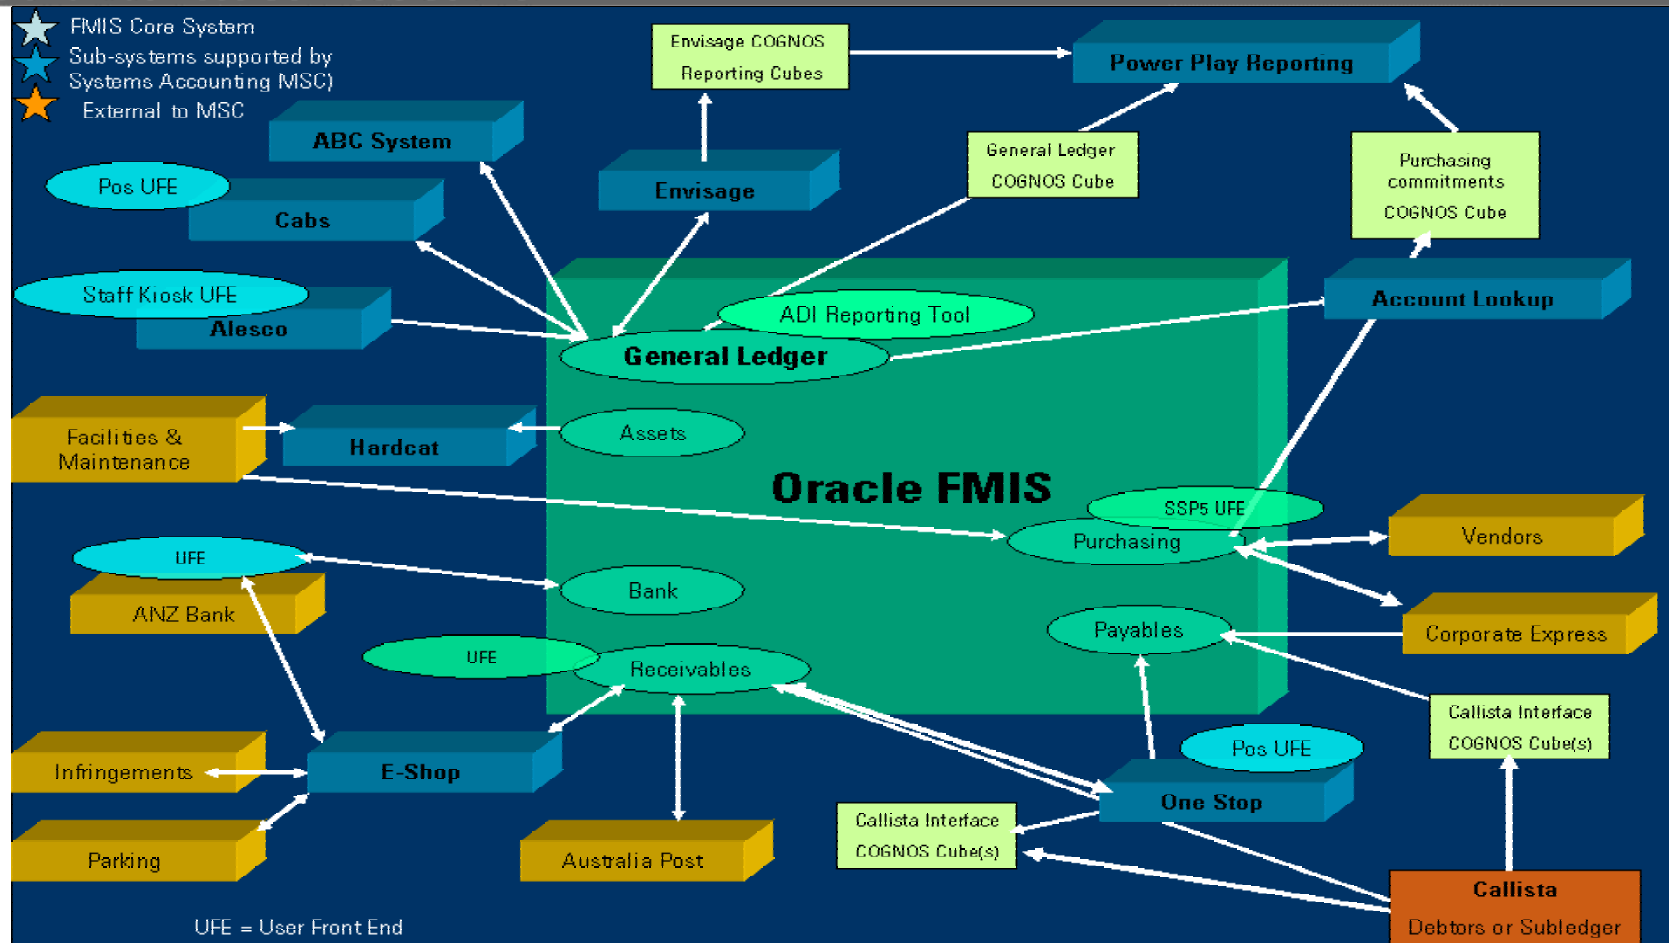 FMIS Core System
Sub-systems supported by
Systems Accounting MSC)
External to MSC
Envisage COGNOS
Reporting Cubes
Power Play Reporting
ABC System
General Ledger
COGNOS Cube
Purchasing
commitments
COGNOS Cube
Pos UFE
Cabs
Envisage
Staff Kiosk UFE
Alesco
ADI Reporting Tool
General Ledger
Account Lookup
Facilities &
Maintenance
Hardcat
Assets
Oracle FMIS
SSP5 UFE
Purchasing
Vendors
UFE
ANZ Bank
Bank
Payables
Corporate Express
UFE
Receivables
Callista Interface
COGNOS Cube(s)
Pos UFE
Infringements
E-Shop
One Stop
Callista Interface
COGNOS Cube(s)
Parking
Australia Post
Callista
Debtors or Subledger
UFE = User Front End